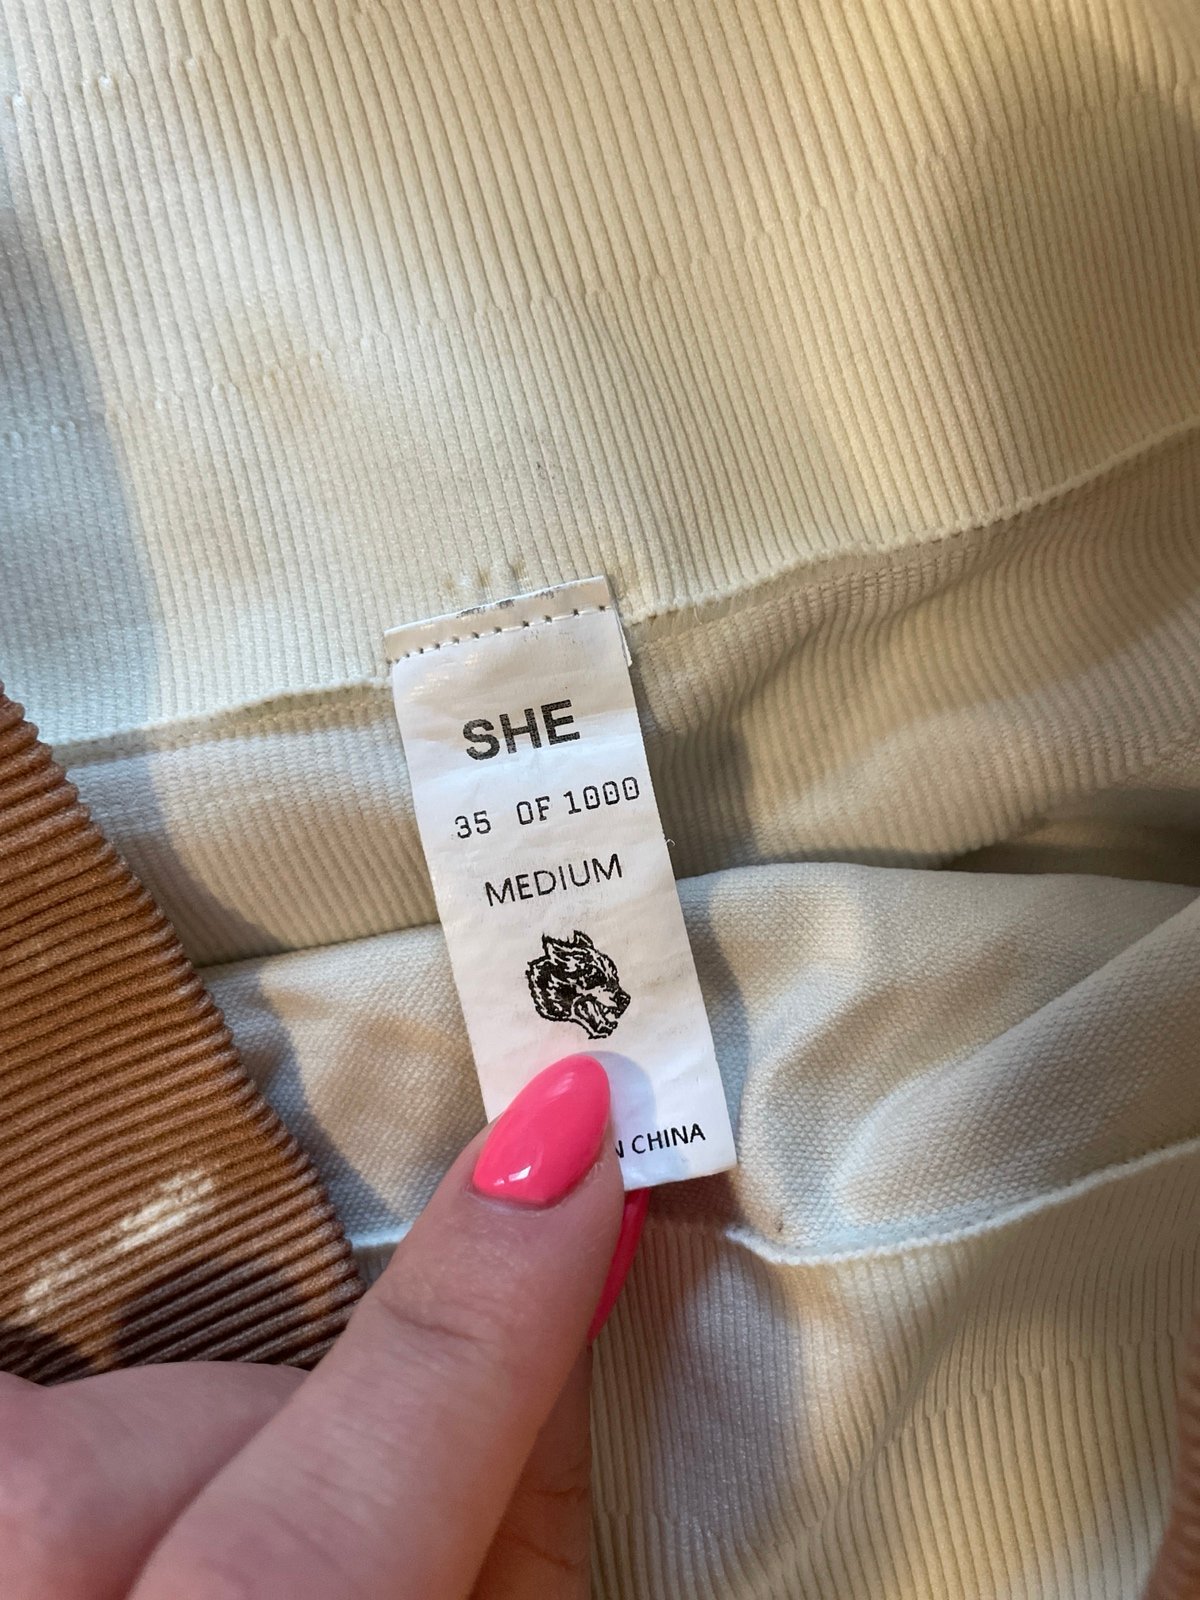 SHE
35 OF 1000
MEDIUM
CHINA